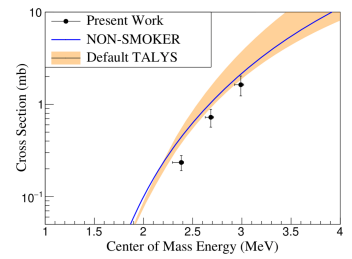 Present Work
NON-SMOKER
Default TALYS
Cross Section (mb)
10
1
10⁻¹
1 1.5 2 2.5 3 3.5 4
Center of Mass Energy (MeV)